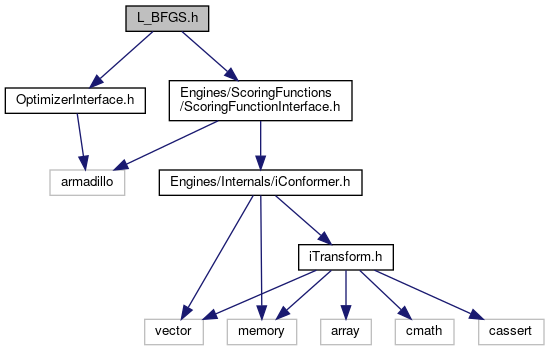 L_BFGS.h
OptimizerInterface.h
Engines/ScoringFunctions
/ScoringFunctionInterface.h
armadillo
Engines/Internals/iConformer.h
iTransform.h
vector
memory
array
cmath
cassert